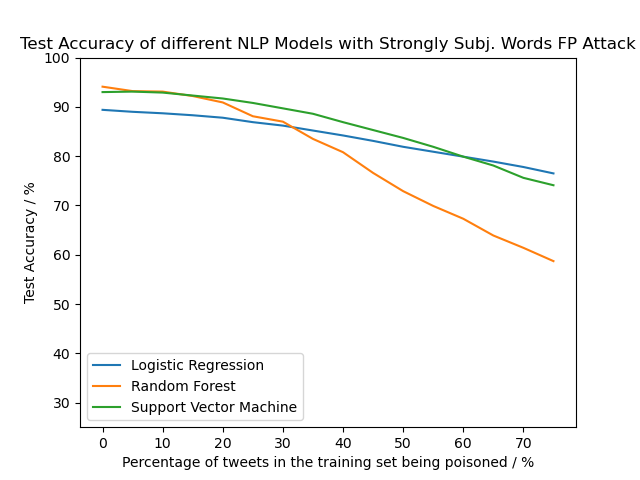 Test Accuracy of different NLP Models with Strongly Subj. Words FP Attack
100
90
80
70
60
50
40
30
Test Accuracy / %
Logistic Regression
Random Forest
Support Vector Machine
0 10 20 30 40 50 60 70
Percentage of tweets in the training set being poisoned / %